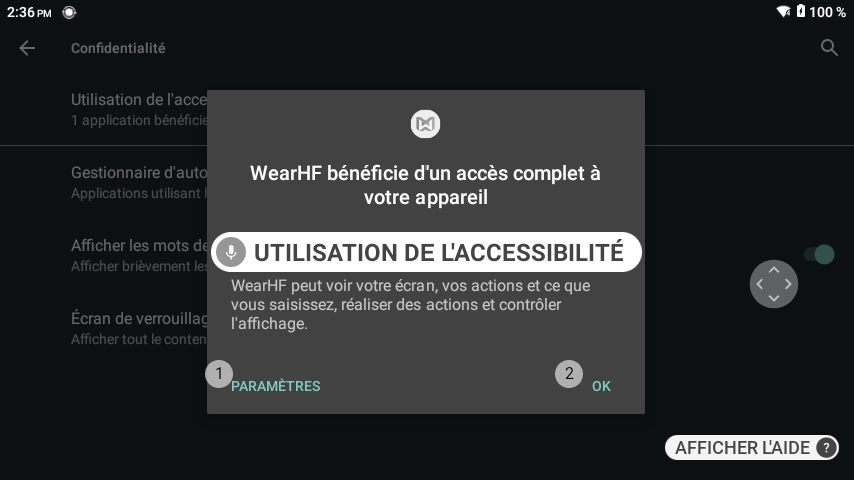 2:36 PM
100 %
Confidentialité
Utilisation de l'acce
1 application bénéficie
WearHF bénéficie d'un accès complet à
votre appareil
Gestionnaire d'auto
Applications utilisant l
UTILISATION DE L'ACCESSIBILITÉ
Afficher les mots de
Afficher brièvement les
WearHF peut voir votre écran, vos actions et ce que
vous saisissez, réaliser des actions et contrôler
l'affichage.
Écran de verrouillag
Afficher tout le conten
1
PARAMÈTRES
2
OK
AFFICHER L'AIDE ?